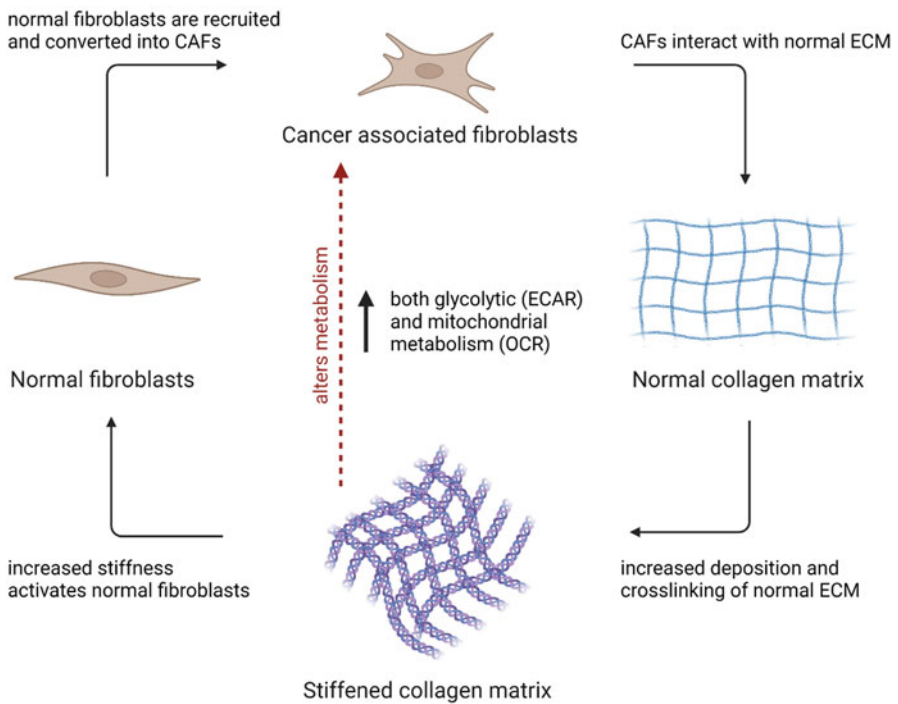 normal fibroblasts are recruited
and converted into CAFs
CAFs interact with normal ECM
Cancer associated fibroblasts
alters metabolism
both glycolytic (ECAR)
and mitochondrial
metabolism (OCR)
Normal fibroblasts
Normal collagen matrix
increased stiffness
activates normal fibroblasts
increased deposition and
crosslinking of normal ECM
Stiffened collagen matrix